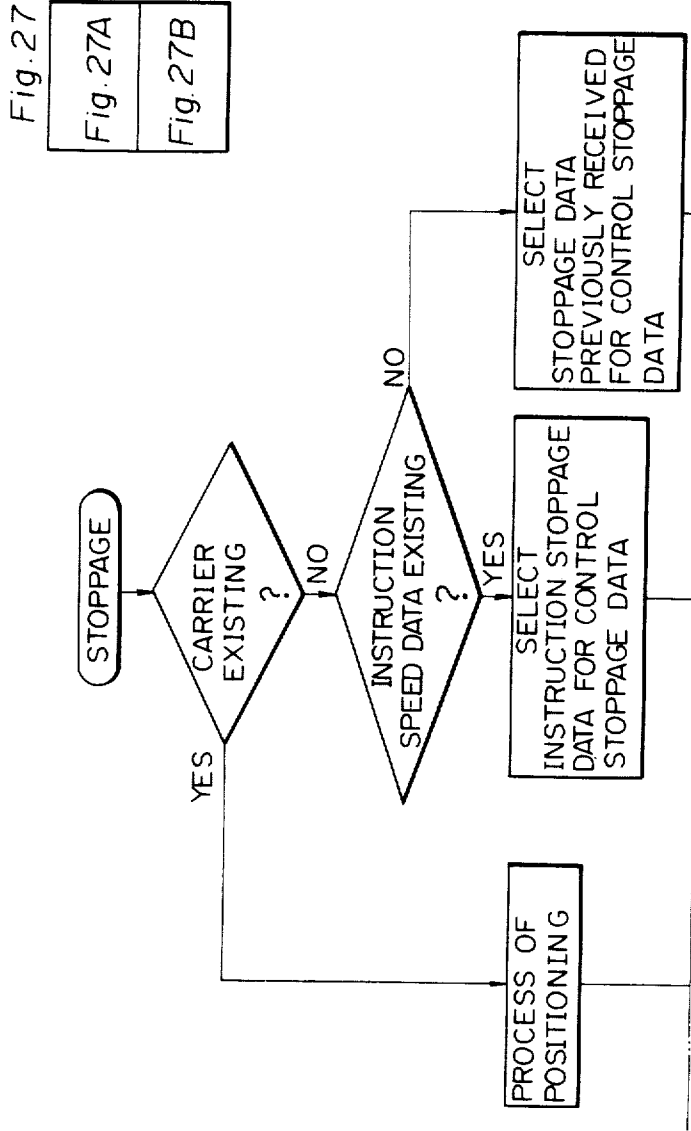 Fig. 27
Fig. 27A
Fig. 27B
STOPPAGE
CARRIER
EXISTING
?
YES
NO
INSTRUCTION
SPEED DATA EXISTING
?
NO
YES
PROCESS OF
POSITIONING
SELECT
INSTRUCTION STOPPAGE
DATA FOR CONTROL
STOPPAGE DATA
SELECT
STOPPAGE DATA
PREVIOUSLY RECEIVED
FOR CONTROL STOPPAGE
DATA